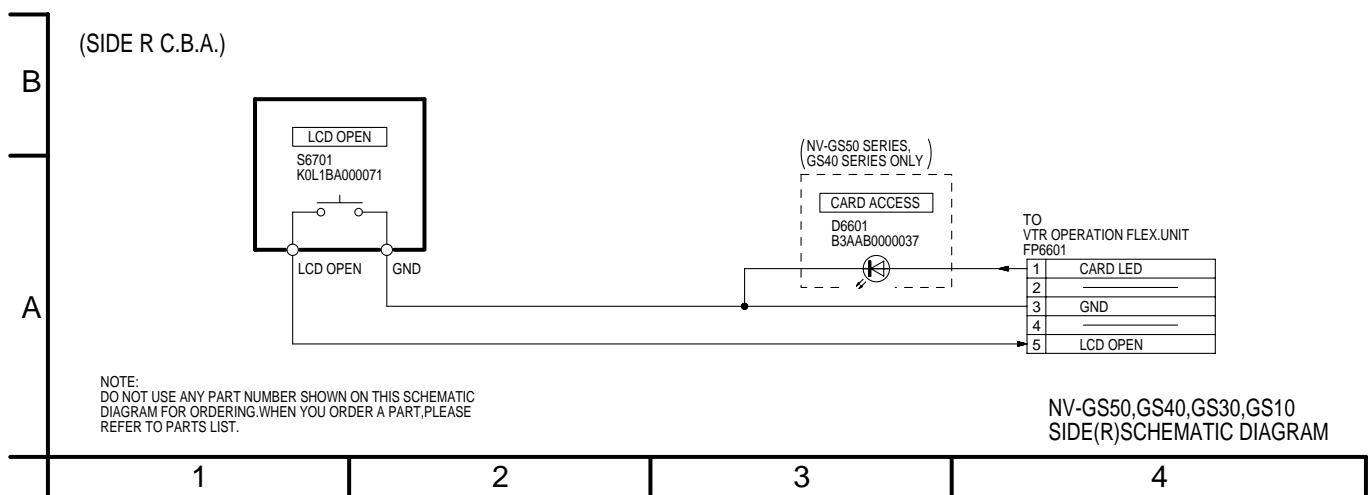 (SIDE R C.B.A.)
B
LCD OPEN
S6701
K0L1BA000071
LCD OPEN
GND
(NV-GS50 SERIES,
GS40 SERIES ONLY)
CARD ACCESS
D6601
B3AAB0000037
TO
VTR OPERATION FLEX.UNIT
FP6601
1 CARD LED
2
3 GND
4
5 LCD OPEN
A
NOTE:
DO NOT USE ANY PART NUMBER SHOWN ON THIS SCHEMATIC
DIAGRAM FOR ORDERING.WHEN YOU ORDER A PART,PLEASE
REFER TO PARTS LIST.
NV-GS50,GS40,GS30,GS10
SIDE(R)SCHEMATIC DIAGRAM
1 2 3 4